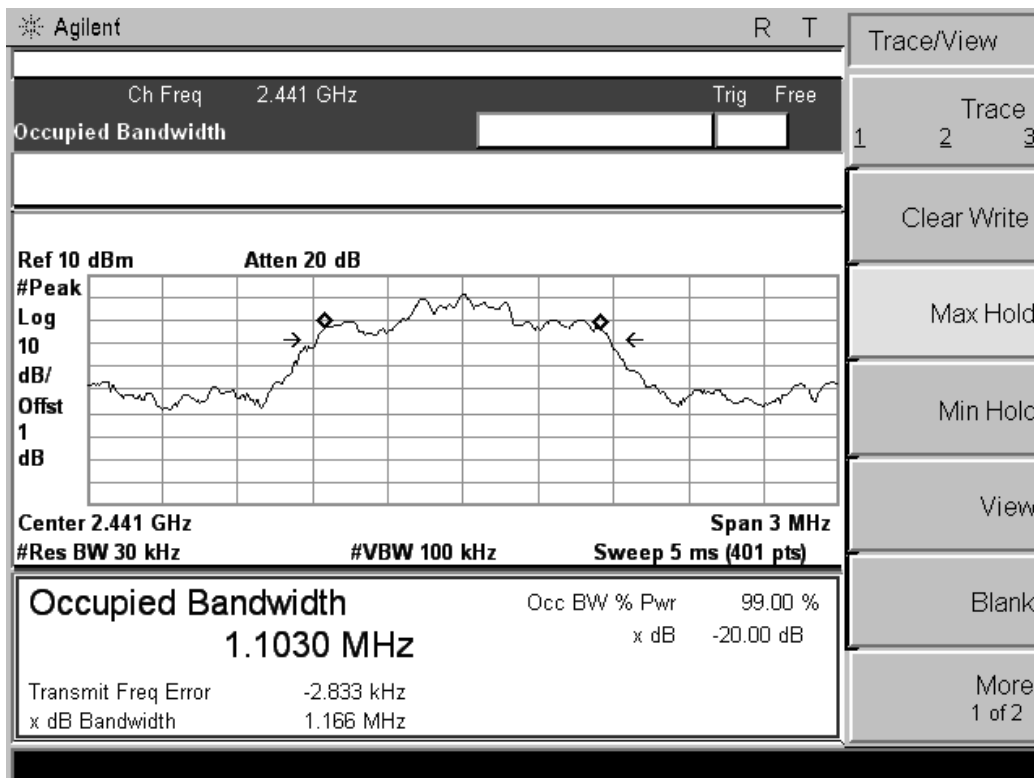 Agilent R T
Ch Freq 2.441 GHz Trig Free
Occupied Bandwidth
Ref 10 dBm Atten 20 dB
#Peak
Log
10
dB/
Offst
1
dB
Center 2.441 GHz Span 3 MHz
#Res BW 30 kHz #VBW 100 kHz Sweep 5 ms (401 pts)
Occupied Bandwidth
1.1030 MHz
Occ BW % Pwr 99.00 %
x dB -20.00 dB
Transmit Freq Error -2.833 kHz
x dB Bandwidth 1.166 MHz
Trace/View
Trace
1 2 3
Clear Write
Max Hold
Min Hold
View
Blank
More
1 of 2